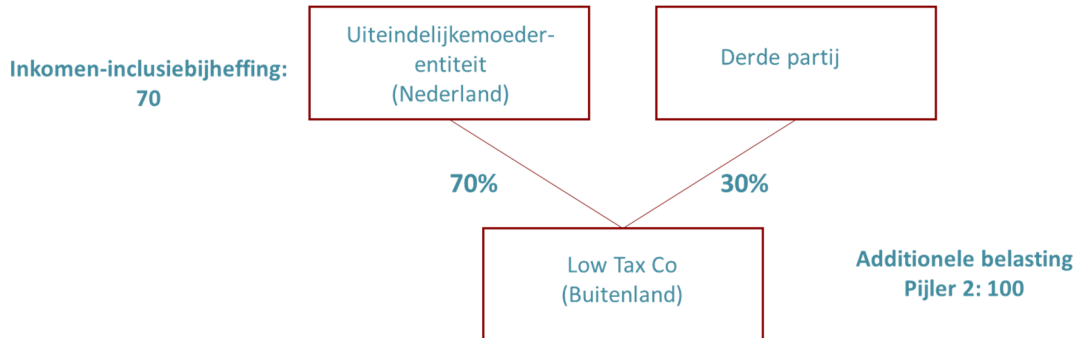 Uiteindelijkemoeder-
entiteit
(Nederland)
Derde partij
Inkomen-inclusiebijheffing:
70
70%
30%
Low Tax Co
(Buitenland)
Additionele belasting
Pijler 2: 100